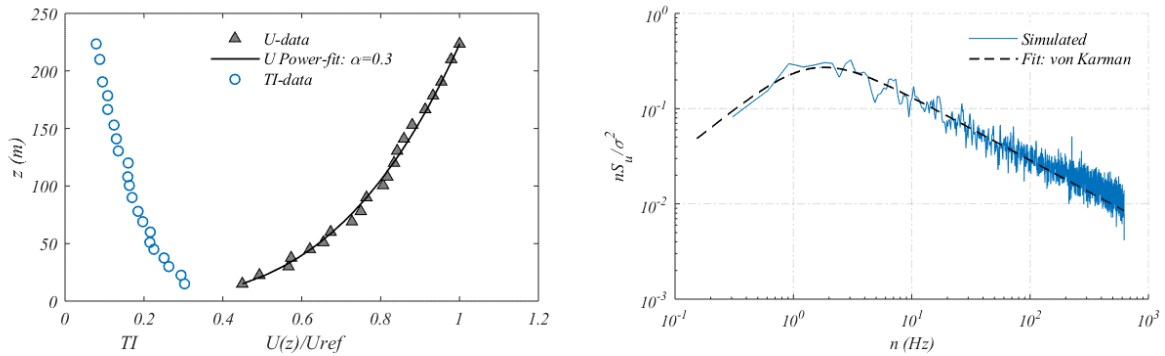 250
200
150
100
50
0
z (m)
U-data
U Power-fit: α=0.3
TI-data
0 0.2 0.4 0.6 0.8 1 1.2
TI U(z)/Uref
10^0
10^-1
10^-2
10^-3
nS_u/σ^2
Simulated
Fit: von Karman
10^-1 10^0 10^1 10^2 10^3
n (Hz)